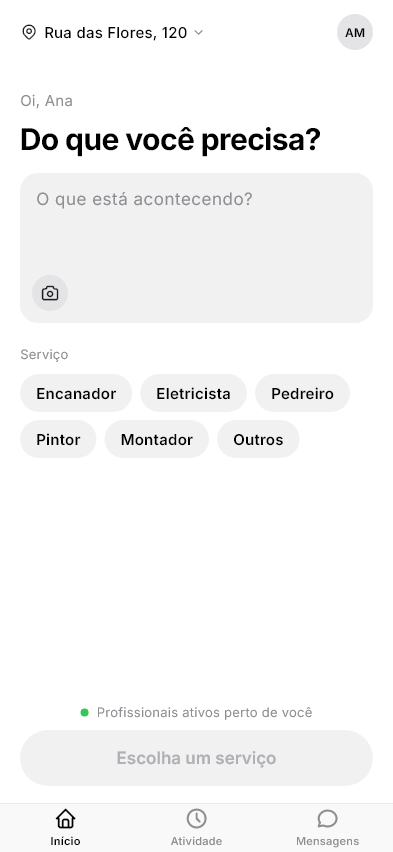 Rua das Flores, 120
AM
Oi, Ana
Do que você precisa?
O que está acontecendo?
Serviço
Encanador Eletricista Pedreiro
Pintor Montador Outros
Profissionais ativos perto de você
Escolha um serviço
Início Atividade Mensagens